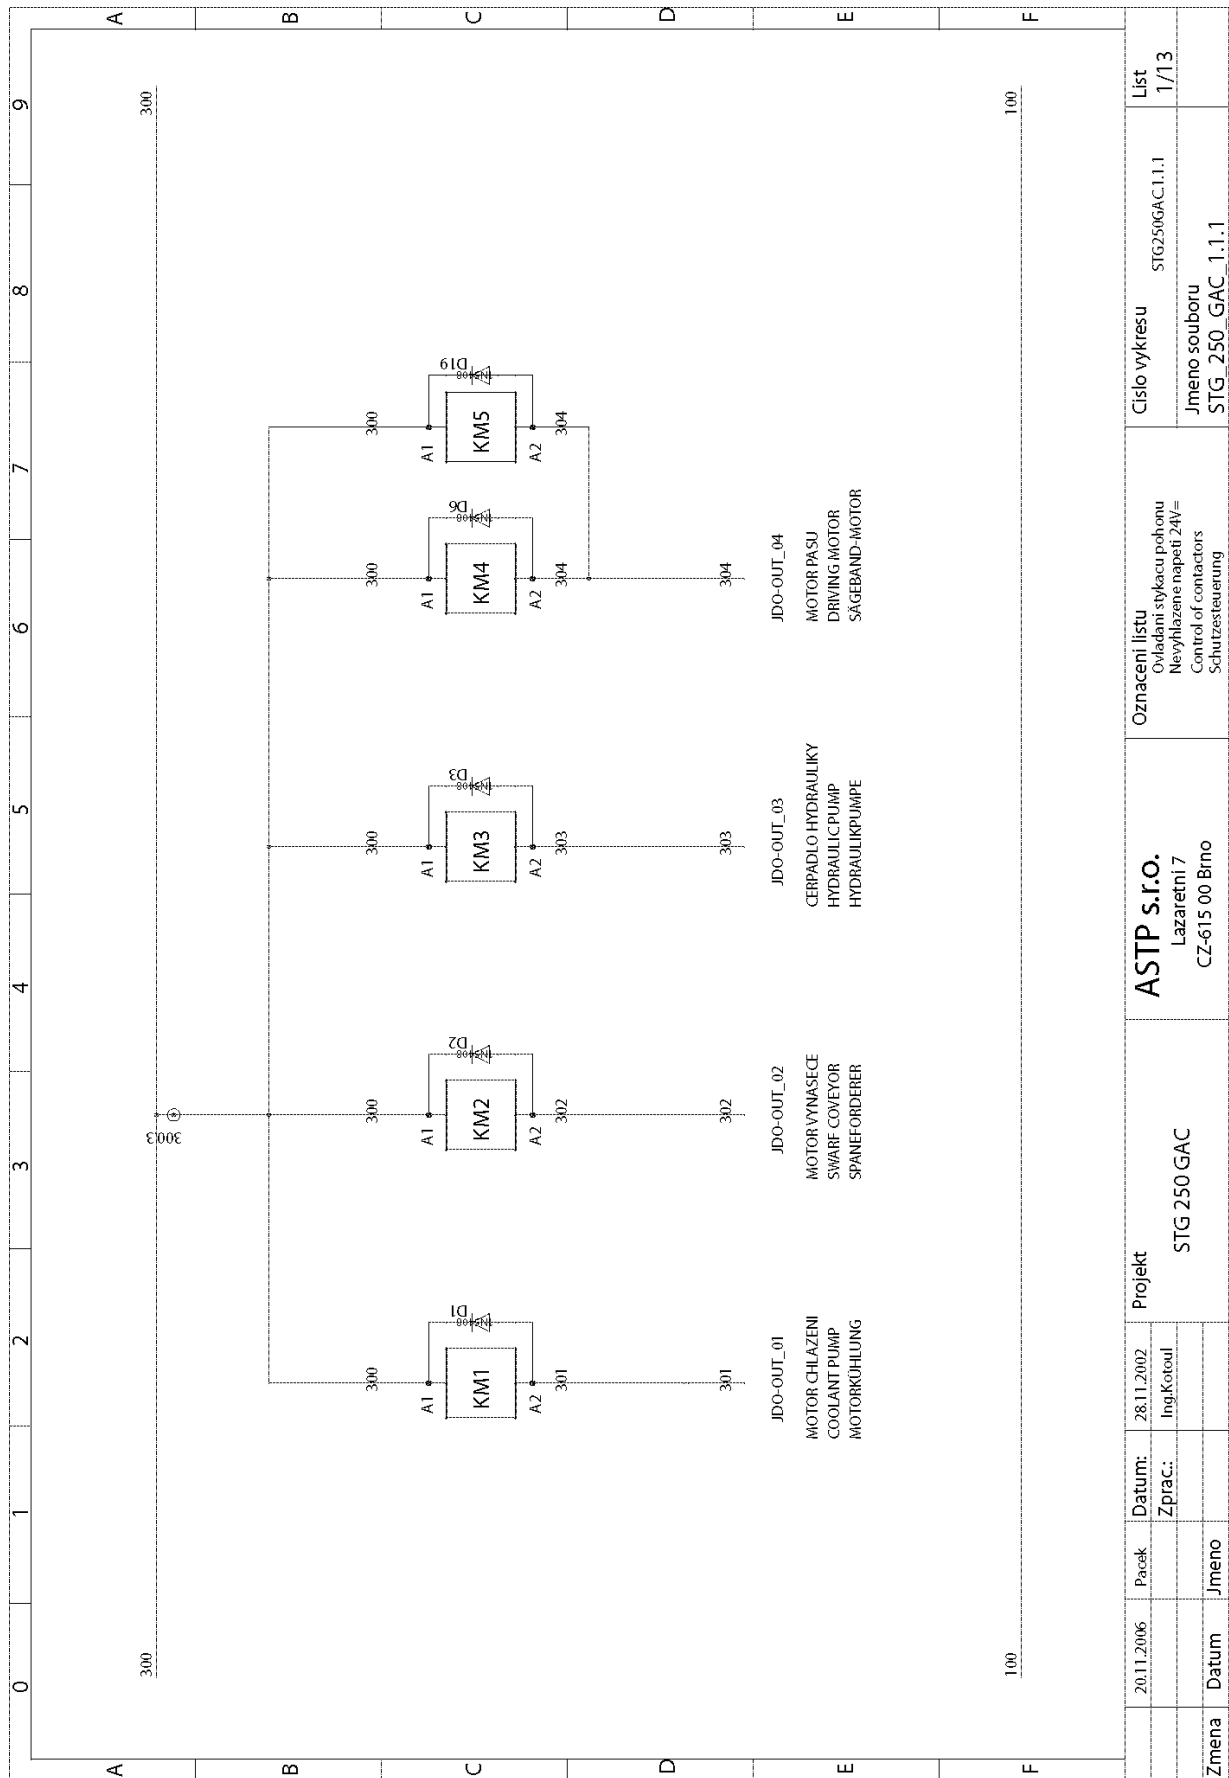 0 1 2 3 4 5 6 7 8 9
A
A
B
B
C
C
D
D
E
E
F
F
300
300
300.3
300
300
300
300
300
A1
A1
A1
A1
A1
D1
D2
D3
D6
D19
KM1
KM2
KM3
KM4
KM5
A2
A2
A2
A2
A2
301
302
303
304
304
301
302
303
304
JDO-OUT_01
MOTOR CHLAZENI
COOLANT PUMP
MOTORKÜHLUNG
JDO-OUT_02
MOTOR VYNASECE
SWARF COVEYOR
SPANEFORDERER
JDO-OUT_03
CERPADLO HYDRAULIKY
HYDRAULIC PUMP
HYDRAULIKPUMPE
JDO-OUT_04
MOTOR PASU
DRIVING MOTOR
SÄGEBAND-MOTOR
100
100
20.11.2006 Pacek
Zmena Datum Jmeno
Datum: 28.11.2002
Zprac.: Ing.Kotoul
Projekt
STG 250 GAC
ASTP s.r.o.
Lazaretni 7
CZ-615 00 Brno
Oznaceni listu
Ovladani stykacu pohonu
Nevyhlazene napeti 24V=
Control of contactors
Schutzesteuerung
Cislo vykresu
STG250GAC.1.1.1
Jmeno souboru
STG_250_GAC_1.1.1
List
1/13